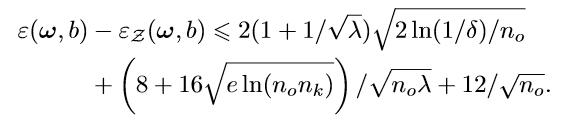 ε(ω, b) − ε_𝒵(ω, b) ⩽ 2(1 + 1/√λ)√(2 ln(1/δ)/n_o)
+ (8 + 16√(e ln(n_o n_k))) /√(n_o λ) + 12/√n_o.